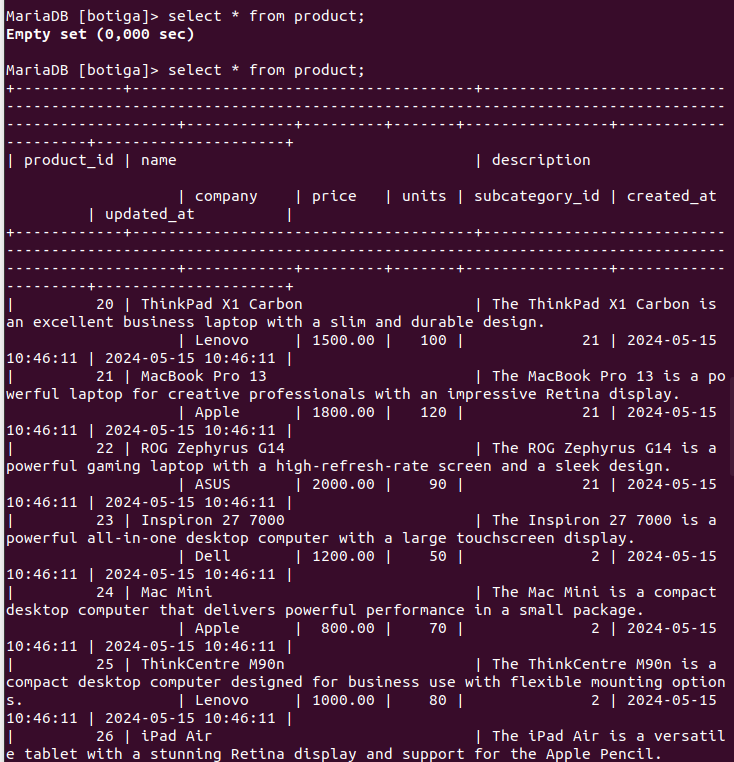 MariaDB [botiga]> select * from product;
Empty set (0,000 sec)
MariaDB [botiga]> select * from product;
+------------+--------------------------------------+---------------------------
--------------------------------------------------------------------------------
-------------------+------------+---------+-------+----------------+------------
---------+---------------------+
| product_id | name                                 | description
                   | company    | price   | units | subcategory_id | created_at
         | updated_at          |
+------------+--------------------------------------+---------------------------
--------------------------------------------------------------------------------
-------------------+------------+---------+-------+----------------+------------
---------+---------------------+
|         20 | ThinkPad X1 Carbon                   | The ThinkPad X1 Carbon is
an excellent business laptop with a slim and durable design.
                   | Lenovo     | 1500.00 |   100 |             21 | 2024-05-15
10:46:11 | 2024-05-15 10:46:11 |
|         21 | MacBook Pro 13                       | The MacBook Pro 13 is a po
werful laptop for creative professionals with an impressive Retina display.
                   | Apple      | 1800.00 |   120 |             21 | 2024-05-15
10:46:11 | 2024-05-15 10:46:11 |
|         22 | ROG Zephyrus G14                     | The ROG Zephyrus G14 is a
powerful gaming laptop with a high-refresh-rate screen and a sleek design.
                   | ASUS       | 2000.00 |    90 |             21 | 2024-05-15
10:46:11 | 2024-05-15 10:46:11 |
|         23 | Inspiron 27 7000                     | The Inspiron 27 7000 is a
powerful all-in-one desktop computer with a large touchscreen display.
                   | Dell       | 1200.00 |    50 |              2 | 2024-05-15
10:46:11 | 2024-05-15 10:46:11 |
|         24 | Mac Mini                             | The Mac Mini is a compact
desktop computer that delivers powerful performance in a small package.
                   | Apple      |  800.00 |    70 |              2 | 2024-05-15
10:46:11 | 2024-05-15 10:46:11 |
|         25 | ThinkCentre M90n                     | The ThinkCentre M90n is a
compact desktop computer designed for business use with flexible mounting option
s.                 | Lenovo     | 1000.00 |    80 |              2 | 2024-05-15
10:46:11 | 2024-05-15 10:46:11 |
|         26 | iPad Air                             | The iPad Air is a versatil
e tablet with a stunning Retina display and support for the Apple Pencil.